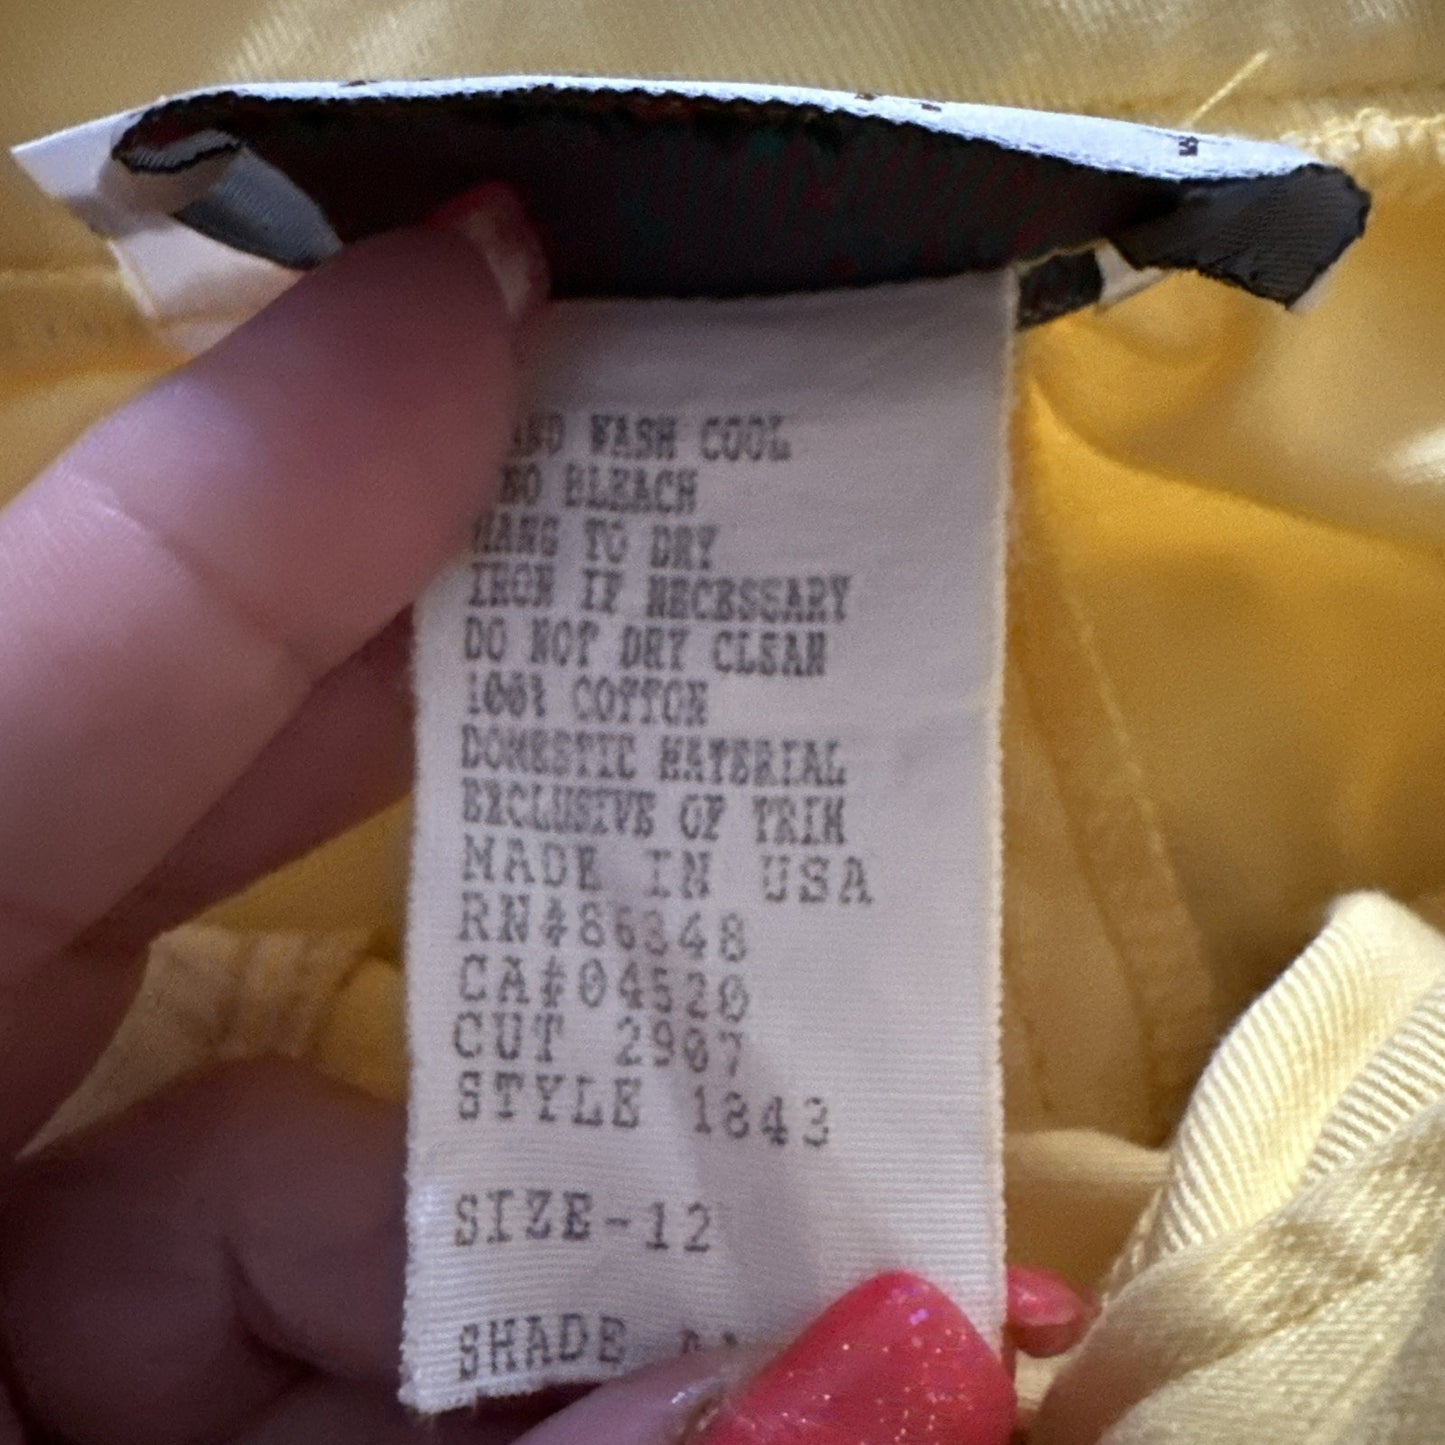 WASH COOL
NO BLEACH
HANG TO DRY
IRON IF NECESSARY
DO NOT DRY CLEAN
100% COTTON
DOMESTIC MATERIAL
EXCLUSIVE OF TRIM
MADE IN USA
RN#86848
CA#04520
CUT 2907
STYLE 1843
SIZE-12
SHADE